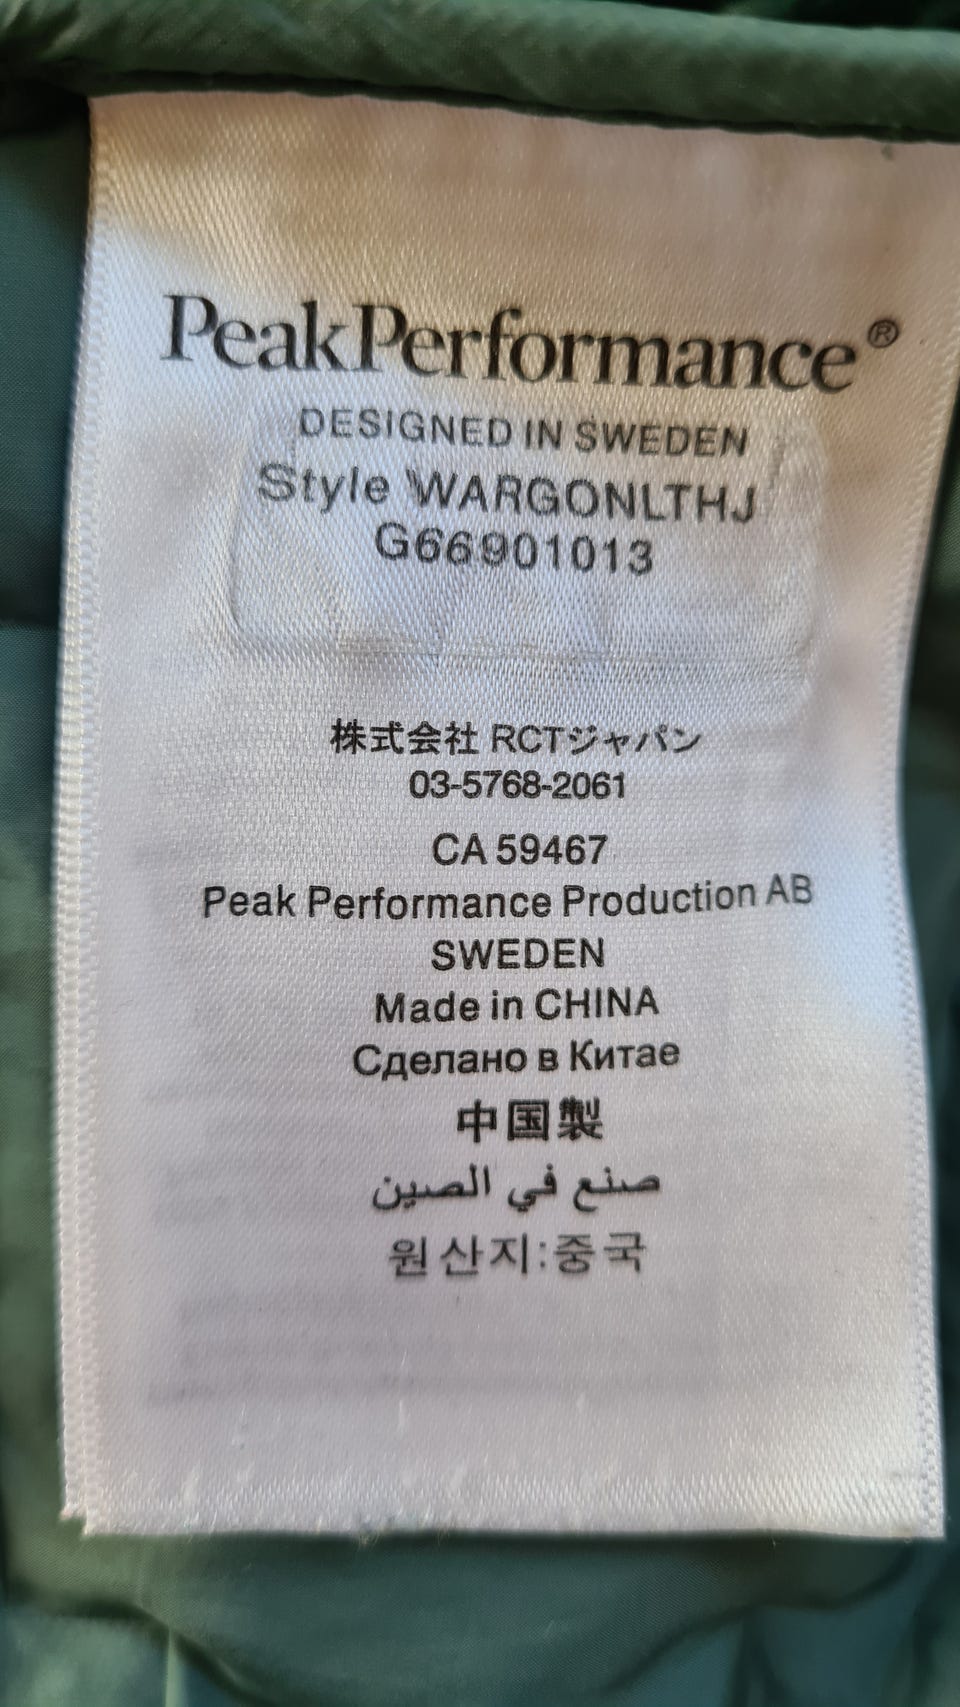 PeakPerformance®
DESIGNED IN SWEDEN
Style WARGONLTHJ
G66901013
株式会社 RCTジャパン
03-5768-2061
CA 59467
Peak Performance Production AB
SWEDEN
Made in CHINA
Сделано в Китае
中国製
صنع في الصين
원산지:중국